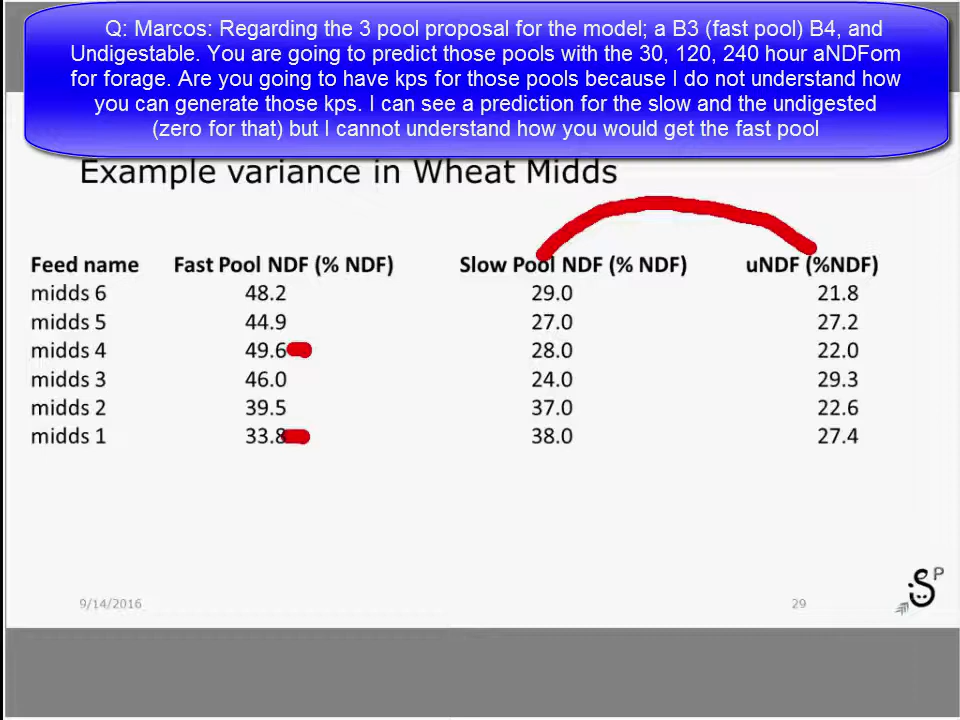 Q: Marcos: Regarding the 3 pool proposal for the model; a B3 (fast pool) B4, and
Undigestable. You are going to predict those pools with the 30, 120, 240 hour aNDFom
for forage. Are you going to have kps for those pools because I do not understand how
you can generate those kps. I can see a prediction for the slow and the undigested
(zero for that) but I cannot understand how you would get the fast pool
Example variance in Wheat Midds
Feed name Fast Pool NDF (% NDF) Slow Pool NDF (% NDF) uNDF (%NDF)
midds 6 48.2 29.0 21.8
midds 5 44.9 27.0 27.2
midds 4 49.6 28.0 22.0
midds 3 46.0 24.0 29.3
midds 2 39.5 37.0 22.6
midds 1 33.8 38.0 27.4
9/14/2016 29
SP